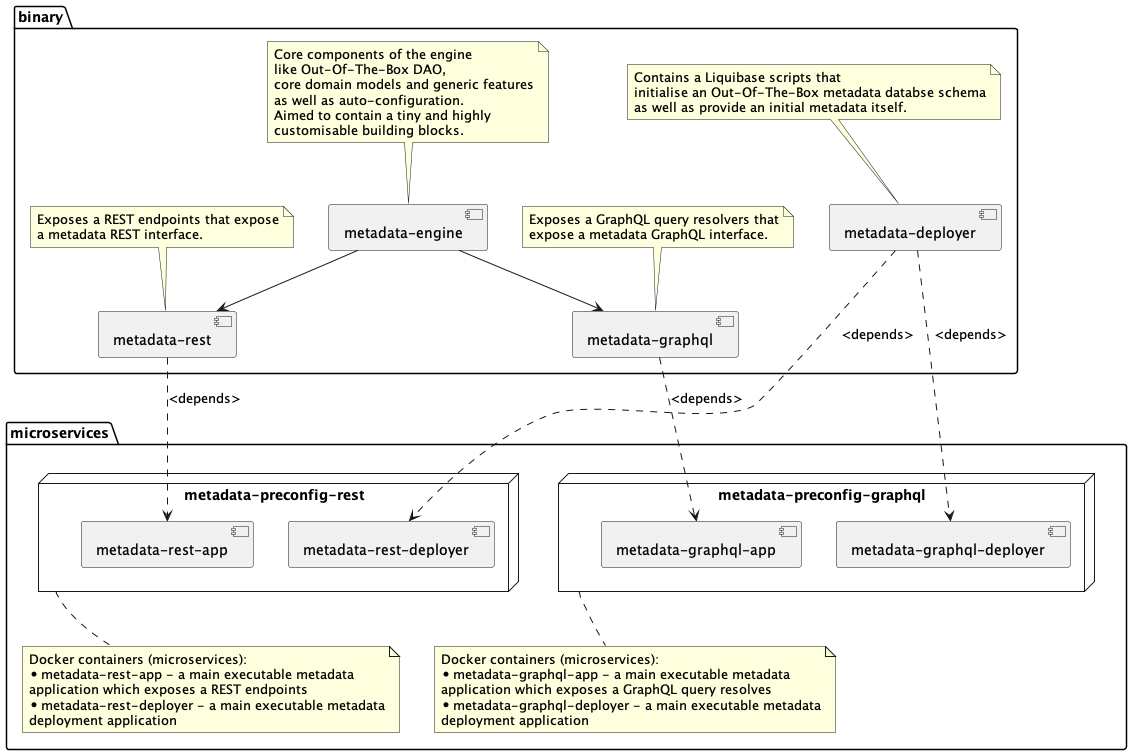 binary
Core components of the engine
like Out-Of-The-Box DAO,
core domain models and generic features
as well as auto-configuration.
Aimed to contain a tiny and highly
customisable building blocks.
Contains a Liquibase scripts that
initialise an Out-Of-The-Box metadata databse schema
as well as provide an initial metadata itself.
Exposes a REST endpoints that expose
a metadata REST interface.
metadata-engine
Exposes a GraphQL query resolvers that
expose a metadata GraphQL interface.
metadata-deployer
metadata-rest
metadata-graphql
<depends>
<depends>
<depends>
<depends>
microservices
metadata-preconfig-rest
metadata-preconfig-graphql
metadata-rest-app
metadata-rest-deployer
metadata-graphql-app
metadata-graphql-deployer
Docker containers (microservices):
• metadata-rest-app - a main executable metadata
application which exposes a REST endpoints
• metadata-rest-deployer - a main executable metadata
deployment application
Docker containers (microservices):
• metadata-graphql-app - a main executable metadata
application which exposes a GraphQL query resolves
• metadata-graphql-deployer - a main executable metadata
deployment application